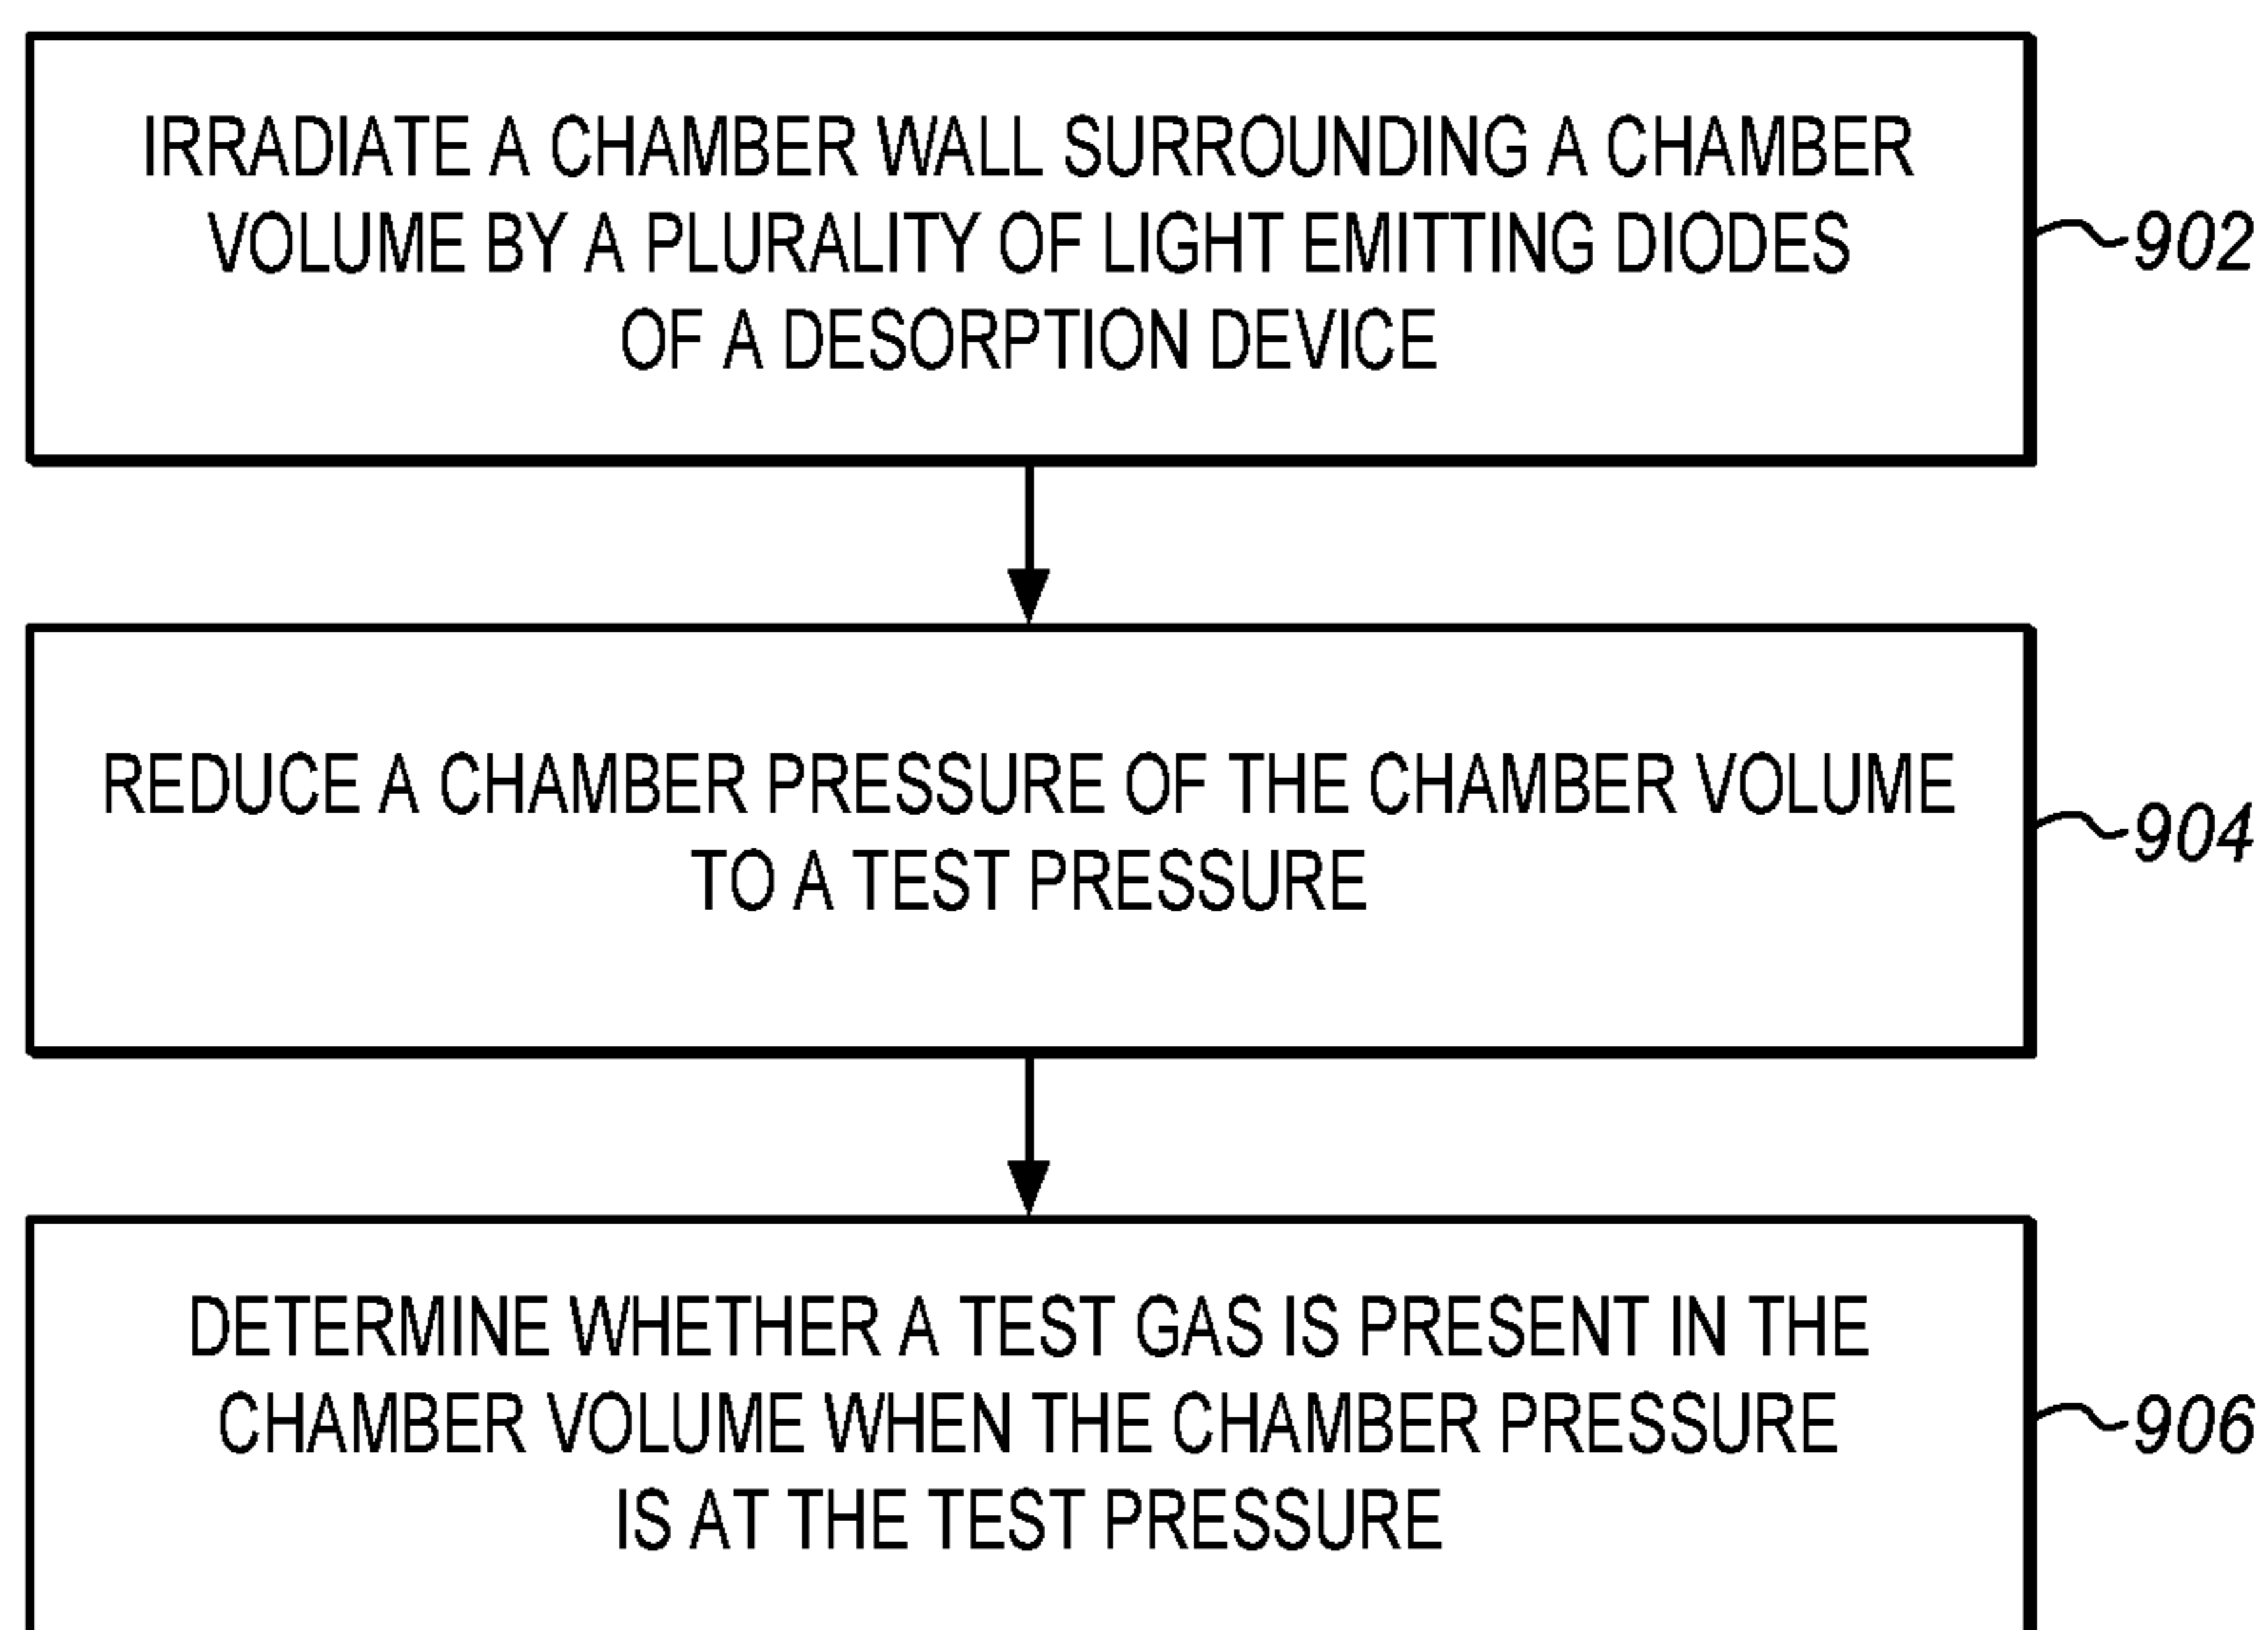 IRRADIATE A CHAMBER WALL SURROUNDING A CHAMBER
VOLUME BY A PLURALITY OF LIGHT EMITTING DIODES
OF A DESORPTION DEVICE
902
REDUCE A CHAMBER PRESSURE OF THE CHAMBER VOLUME
TO A TEST PRESSURE
904
DETERMINE WHETHER A TEST GAS IS PRESENT IN THE
CHAMBER VOLUME WHEN THE CHAMBER PRESSURE
IS AT THE TEST PRESSURE
906